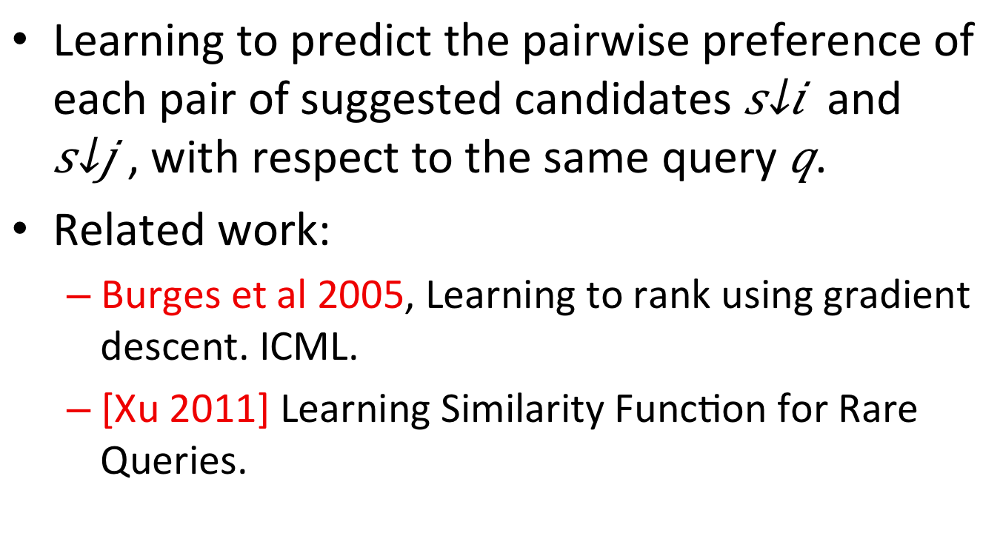 • Learning to predict the pairwise preference of
each pair of suggested candidates s↓i and
s↓j , with respect to the same query q.
• Related work:
– Burges et al 2005, Learning to rank using gradient
descent. ICML.
– [Xu 2011] Learning Similarity Function for Rare
Queries.